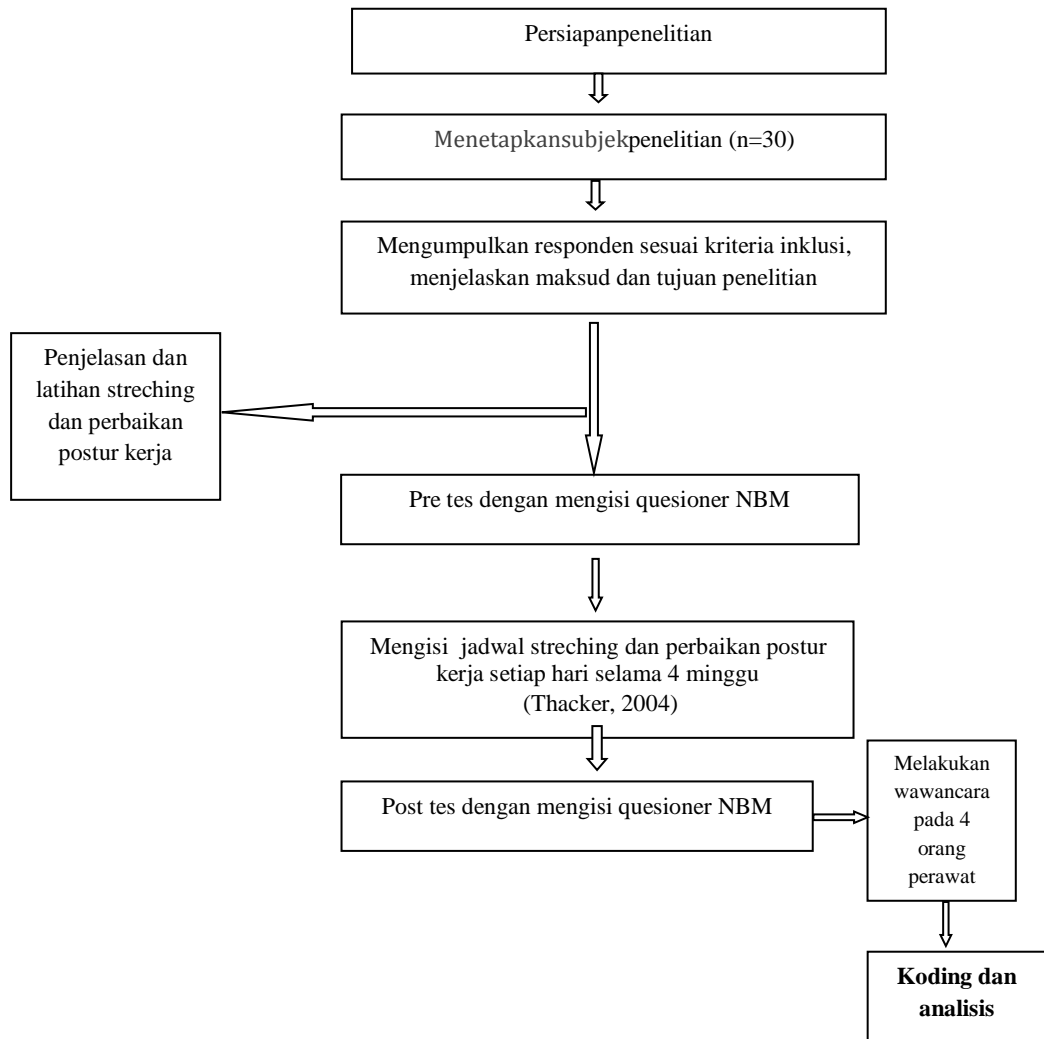 Persiapanpenelitian
Menetapkansubjekpenelitian (n=30)
Mengumpulkan responden sesuai kriteria inklusi,
menjelaskan maksud dan tujuan penelitian
Penjelasan dan
latihan streching
dan perbaikan
postur kerja
Pre tes dengan mengisi quesioner NBM
Mengisi jadwal streching dan perbaikan postur
kerja setiap hari selama 4 minggu
(Thacker, 2004)
Post tes dengan mengisi quesioner NBM
Melakukan
wawancara
pada 4
orang
perawat
Koding dan
analisis